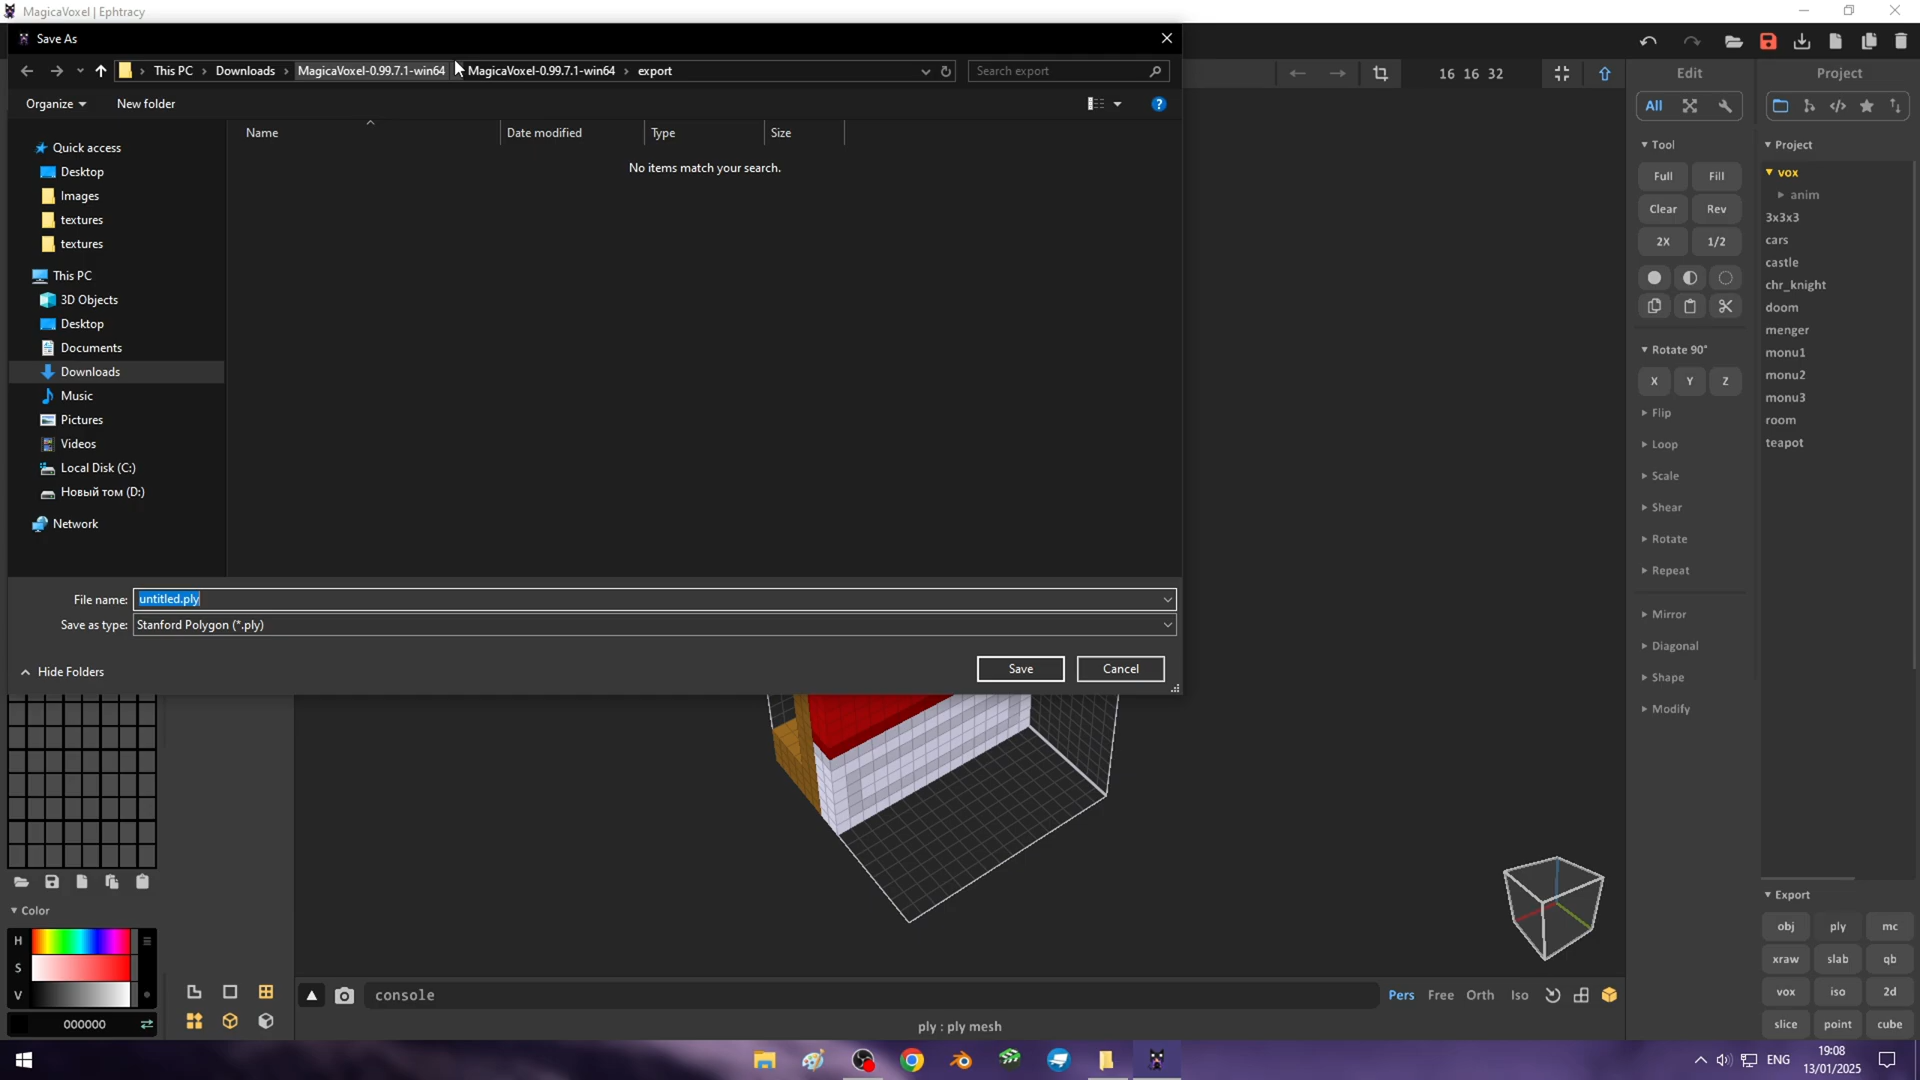 MagicaVoxel | Ephtracy
Save As
This PC
Downloads
MagicaVoxel-0.99.7.1-win64
MagicaVoxel-0.99.7.1-win64
export
Search export
Organize
New folder
Name
Date modified
Type
Size
No items match your search.
Quick access
Desktop
Images
textures
textures
This PC
3D Objects
Desktop
Documents
Downloads
Music
Pictures
Videos
Local Disk (C:)
Новый том (D:)
Network
File name:
untitled.ply
Save as type:
Stanford Polygon (*.ply)
Hide Folders
Save
Cancel
16 16 32
Edit
All
Tool
Full
Fill
Clear
Rev
2X
1/2
Rotate 90°
X
Y
Z
Flip
Loop
Scale
Shear
Rotate
Repeat
Mirror
Diagonal
Shape
Modify
Project
Project
vox
anim
3x3x3
cars
castle
chr_knight
doom
menger
monu1
monu2
monu3
room
teapot
Export
obj
ply
mc
xraw
slab
qb
vox
iso
2d
slice
point
cube
Color
H
S
V
000000
console
Pers
Free
Orth
Iso
ply : ply mesh
ENG
19:08
13/01/2025